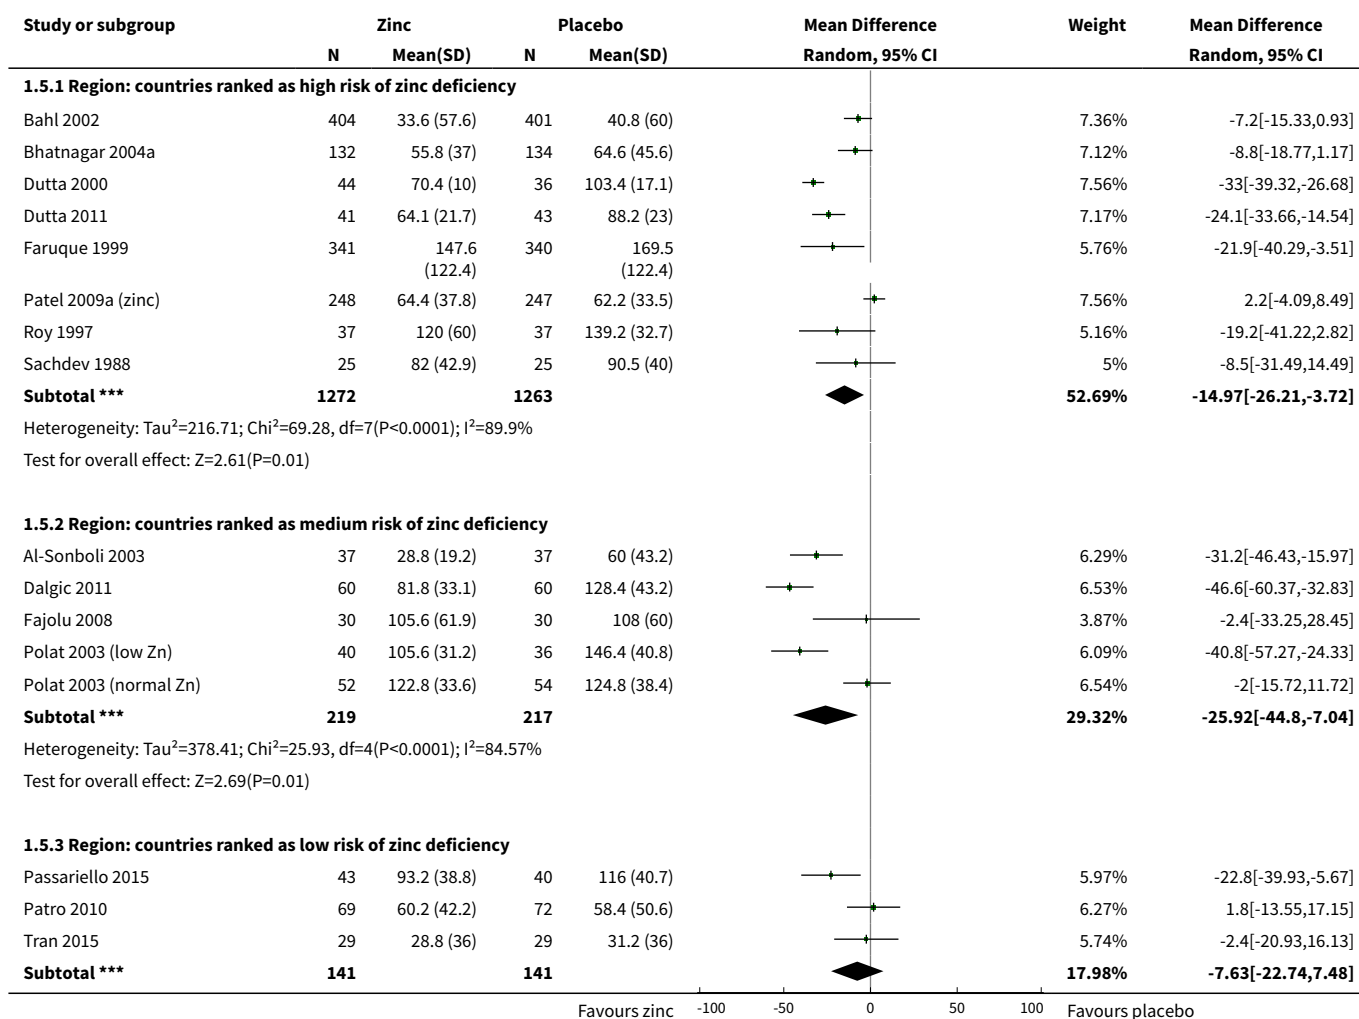 Study or subgroup Zinc Placebo Mean Difference Weight Mean Difference
N Mean(SD) N Mean(SD) Random, 95% CI Random, 95% CI
1.5.1 Region: countries ranked as high risk of zinc deficiency
Bahl 2002 404 33.6 (57.6) 401 40.8 (60) 7.36% -7.2[-15.33,0.93]
Bhatnagar 2004a 132 55.8 (37) 134 64.6 (45.6) 7.12% -8.8[-18.77,1.17]
Dutta 2000 44 70.4 (10) 36 103.4 (17.1) 7.56% -33[-39.32,-26.68]
Dutta 2011 41 64.1 (21.7) 43 88.2 (23) 7.17% -24.1[-33.66,-14.54]
Faruque 1999 341 147.6 340 169.5 5.76% -21.9[-40.29,-3.51]
(122.4) (122.4)
Patel 2009a (zinc) 248 64.4 (37.8) 247 62.2 (33.5) 7.56% 2.2[-4.09,8.49]
Roy 1997 37 120 (60) 37 139.2 (32.7) 5.16% -19.2[-41.22,2.82]
Sachdev 1988 25 82 (42.9) 25 90.5 (40) 5% -8.5[-31.49,14.49]
Subtotal *** 1272 1263 52.69% -14.97[-26.21,-3.72]
Heterogeneity: Tau²=216.71; Chi²=69.28, df=7(P<0.0001); I²=89.9%
Test for overall effect: Z=2.61(P=0.01)
1.5.2 Region: countries ranked as medium risk of zinc deficiency
Al-Sonboli 2003 37 28.8 (19.2) 37 60 (43.2) 6.29% -31.2[-46.43,-15.97]
Dalgic 2011 60 81.8 (33.1) 60 128.4 (43.2) 6.53% -46.6[-60.37,-32.83]
Fajolu 2008 30 105.6 (61.9) 30 108 (60) 3.87% -2.4[-33.25,28.45]
Polat 2003 (low Zn) 40 105.6 (31.2) 36 146.4 (40.8) 6.09% -40.8[-57.27,-24.33]
Polat 2003 (normal Zn) 52 122.8 (33.6) 54 124.8 (38.4) 6.54% -2[-15.72,11.72]
Subtotal *** 219 217 29.32% -25.92[-44.8,-7.04]
Heterogeneity: Tau²=378.41; Chi²=25.93, df=4(P<0.0001); I²=84.57%
Test for overall effect: Z=2.69(P=0.01)
1.5.3 Region: countries ranked as low risk of zinc deficiency
Passariello 2015 43 93.2 (38.8) 40 116 (40.7) 5.97% -22.8[-39.93,-5.67]
Patro 2010 69 60.2 (42.2) 72 58.4 (50.6) 6.27% 1.8[-13.55,17.15]
Tran 2015 29 28.8 (36) 29 31.2 (36) 5.74% -2.4[-20.93,16.13]
Subtotal *** 141 141 17.98% -7.63[-22.74,7.48]
Favours zinc -100 -50 0 50 100 Favours placebo